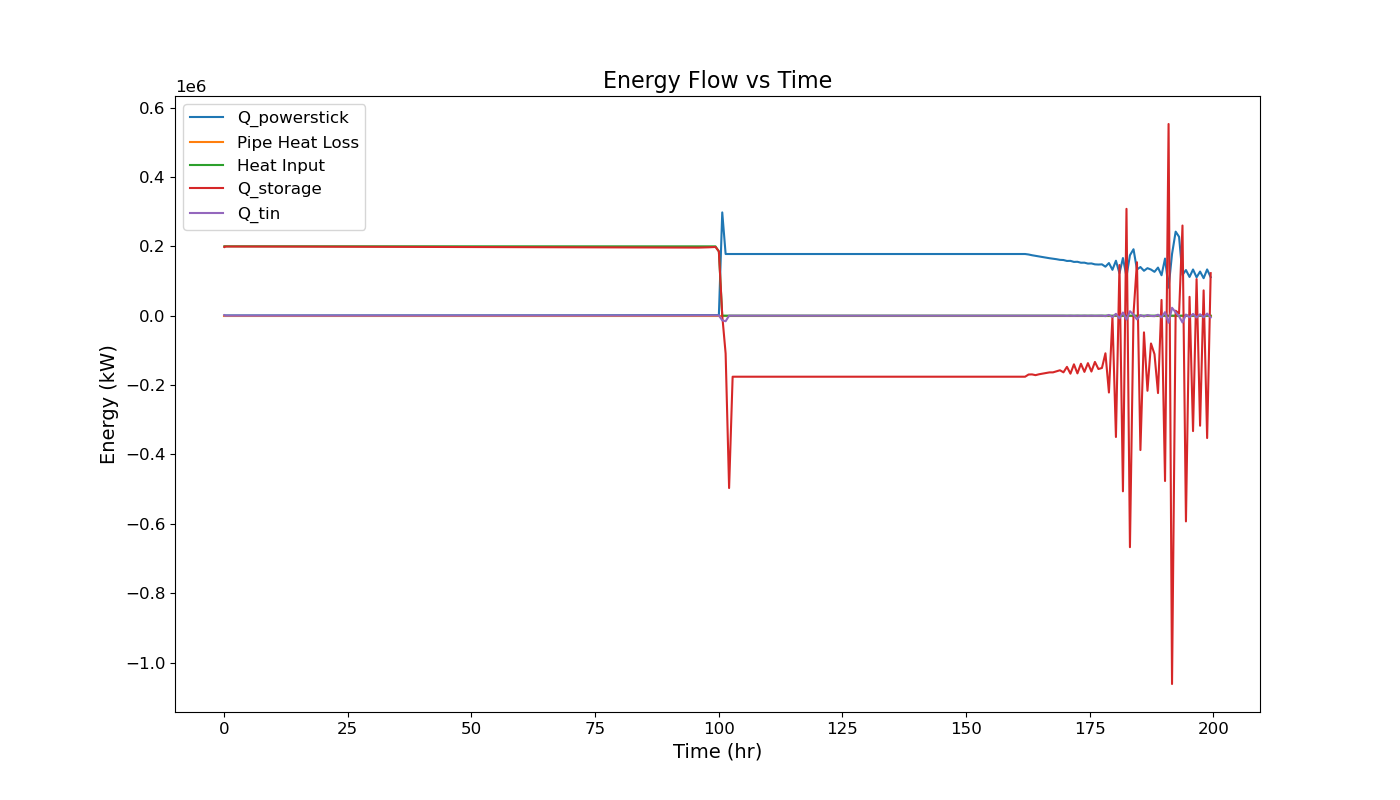 Energy Flow vs Time
1e6
0.6
0.4
0.2
0.0
−0.2
−0.4
−0.6
−0.8
−1.0
Energy (kW)
Q_powerstick
Pipe Heat Loss
Heat Input
Q_storage
Q_tin
0 25 50 75 100 125 150 175 200
Time (hr)